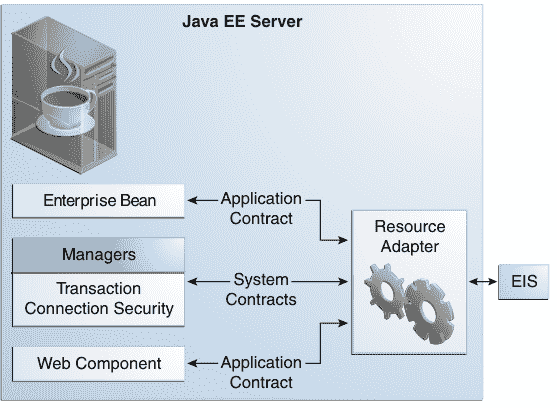 Java EE Server
Enterprise Bean
Application
Contract
Resource
Adapter
Managers
Transaction
Connection Security
System
Contracts
EIS
Web Component
Application
Contract